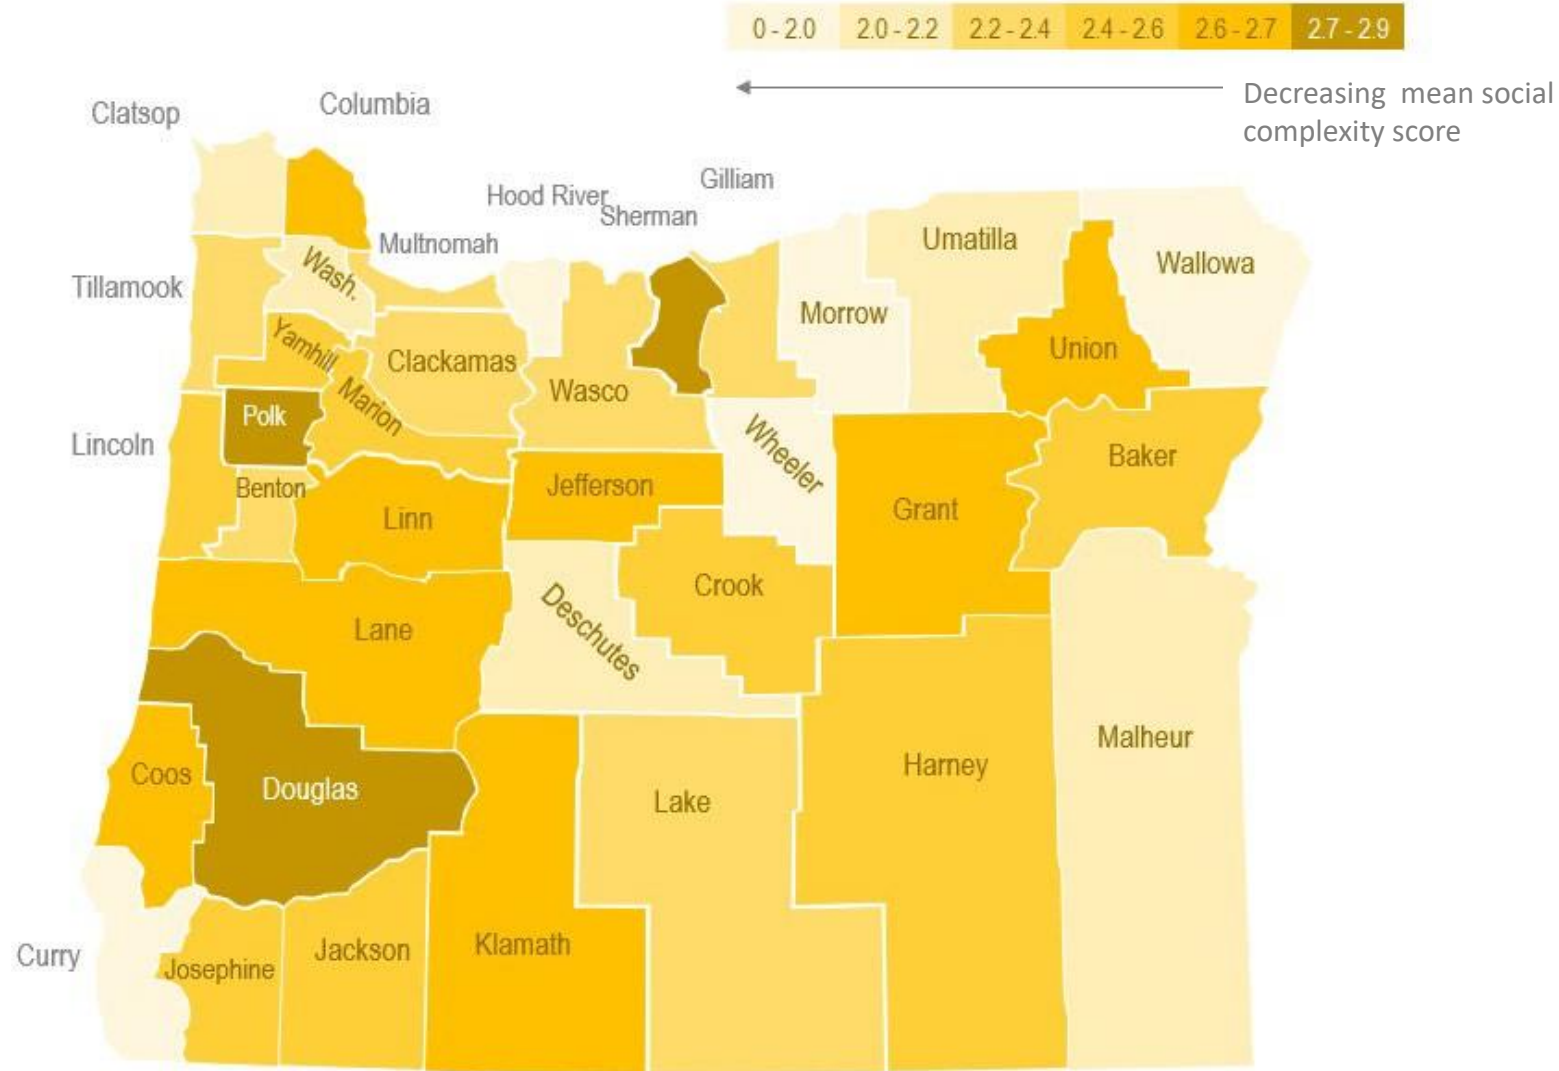 0 - 2.0 2.0 - 2.2 2.2 - 2.4 2.4 - 2.6 2.6 - 2.7 2.7 - 2.9
Decreasing mean social
complexity score
Clatsop
Columbia
Gilliam
Hood River
Sherman
Multnomah
Umatilla
Wallowa
Wash.
Tillamook
Morrow
Yamhill
Clackamas
Union
Wasco
Marion
Polk
Lincoln
Wheeler
Baker
Benton
Jefferson
Linn
Grant
Crook
Deschutes
Lane
Malheur
Coos
Douglas
Harney
Lake
Curry
Josephine
Jackson
Klamath